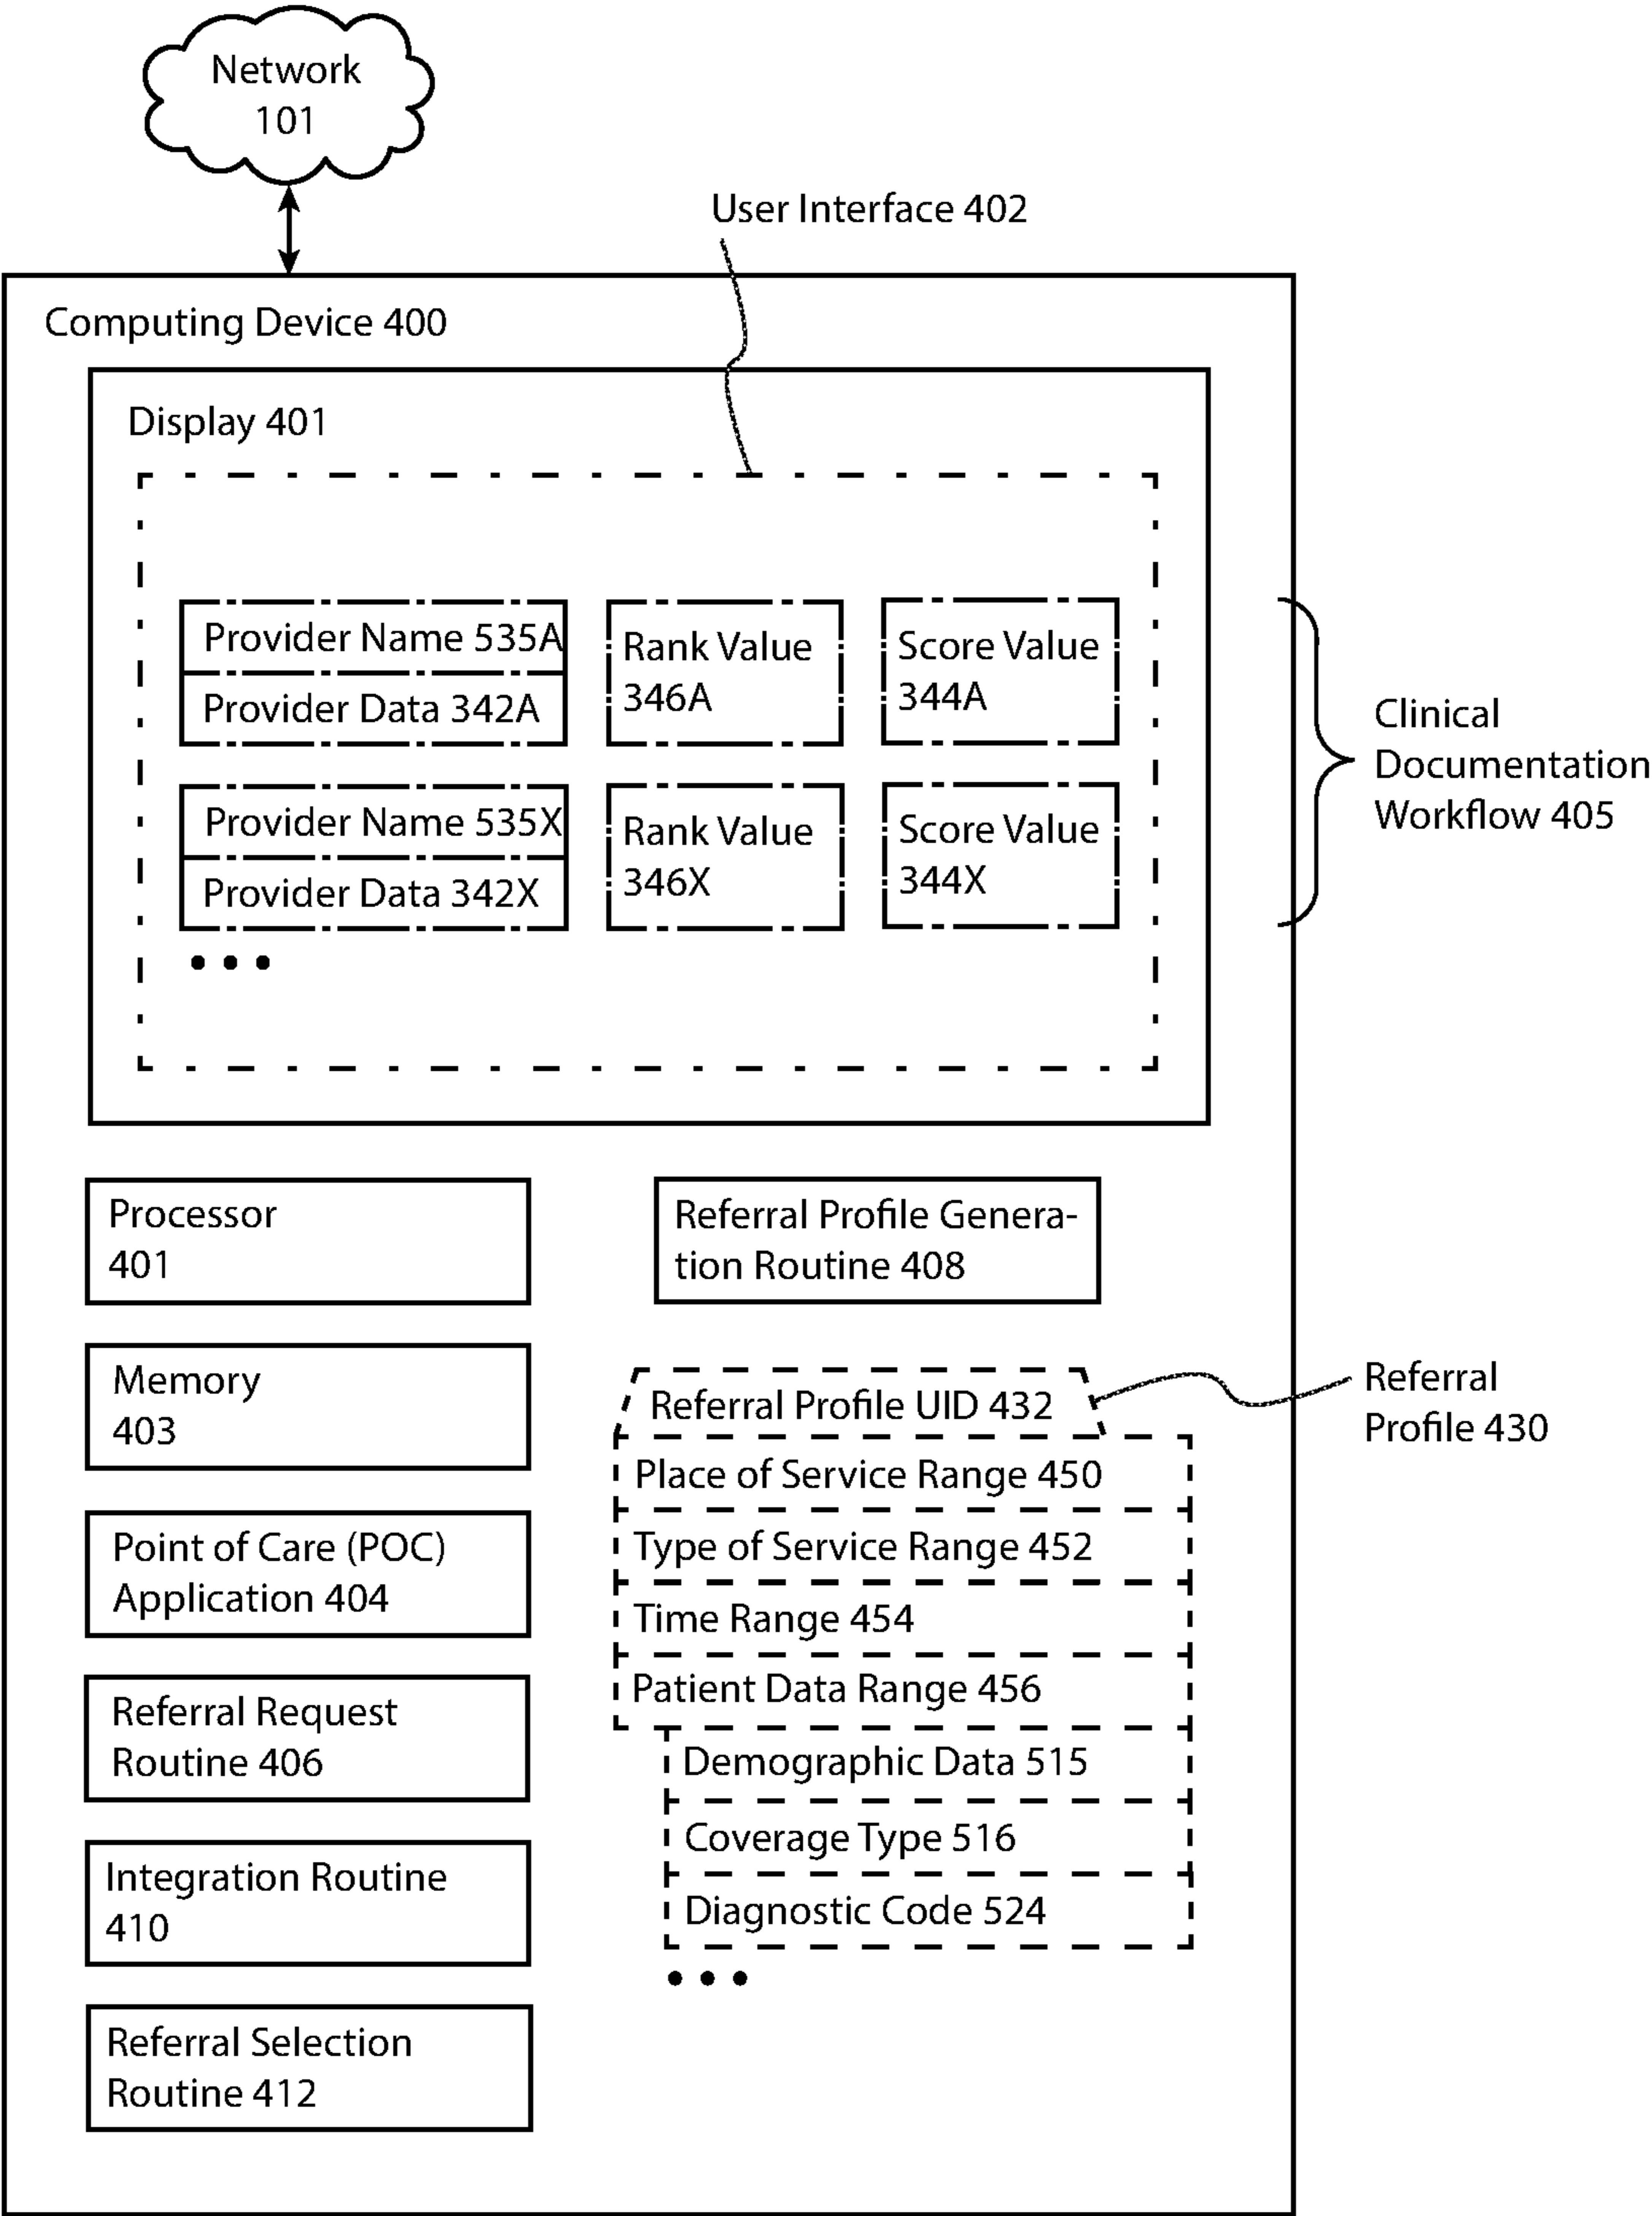 Network
101
User Interface 402
Computing Device 400
Display 401
Provider Name 535A
Provider Data 342A
Rank Value
346A
Score Value
344A
Provider Name 535X
Provider Data 342X
Rank Value
346X
Score Value
344X
Clinical
Documentation
Workflow 405
Processor
401
Memory
403
Point of Care (POC)
Application 404
Referral Request
Routine 406
Integration Routine
410
Referral Selection
Routine 412
Referral Profile Genera-
tion Routine 408
Referral Profile UID 432
Place of Service Range 450
Type of Service Range 452
Time Range 454
Patient Data Range 456
Demographic Data 515
Coverage Type 516
Diagnostic Code 524
Referral
Profile 430